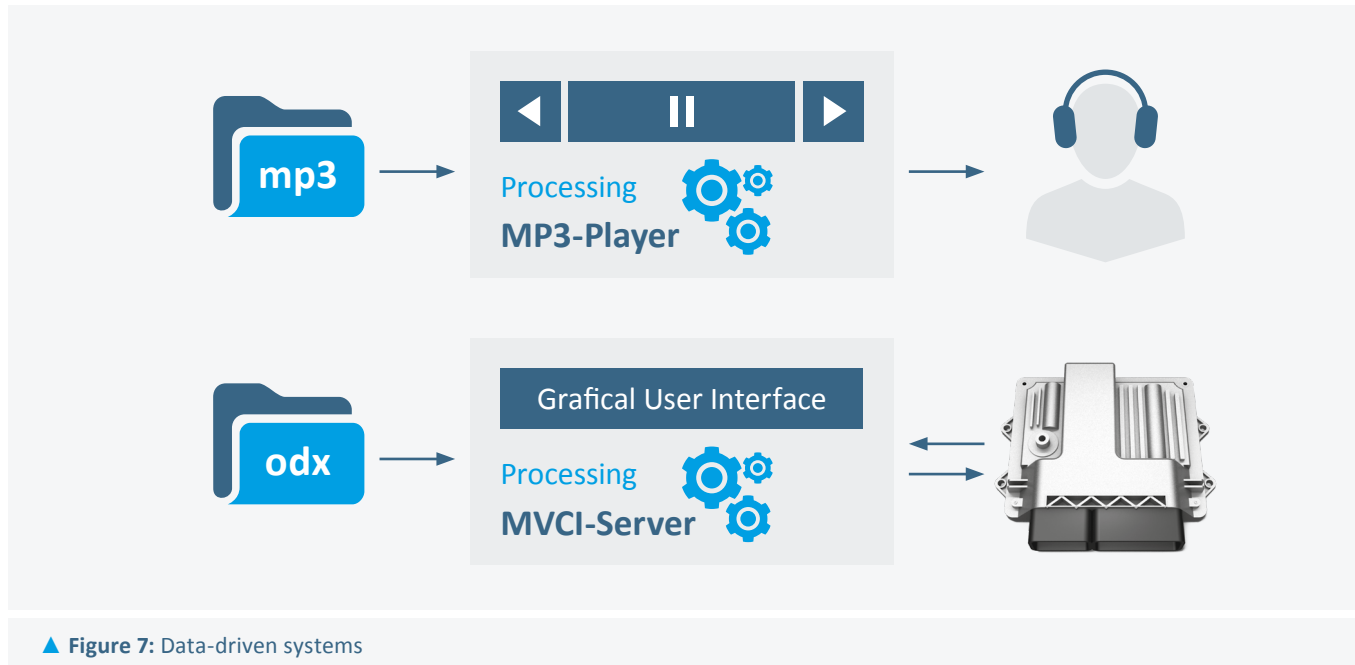 mp3
Processing
MP3-Player
odx
Grafical User Interface
Processing
MVCI-Server
▲ Figure 7: Data-driven systems